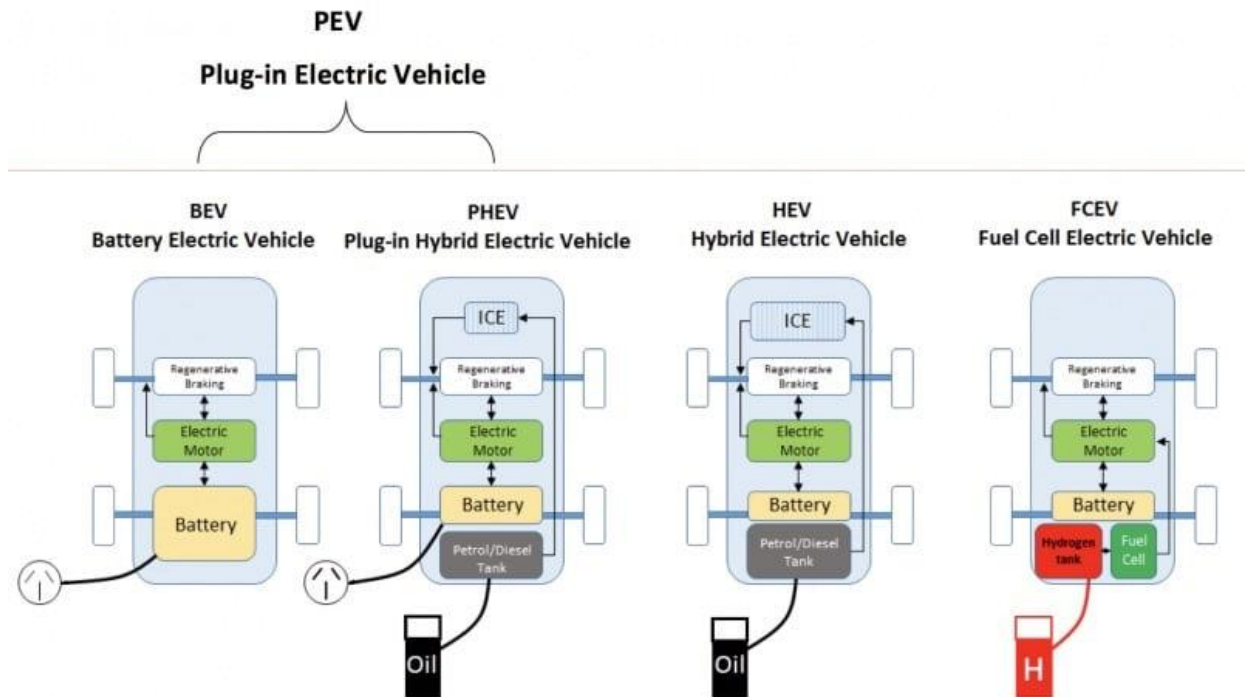 PEV
Plug-in Electric Vehicle
BEV
Battery Electric Vehicle
PHEV
Plug-in Hybrid Electric Vehicle
HEV
Hybrid Electric Vehicle
FCEV
Fuel Cell Electric Vehicle
Regenerative
Braking
Electric
Motor
Battery
ICE
Regenerative
Braking
Electric
Motor
Battery
Petrol/Diesel
Tank
Oil
ICE
Regenerative
Braking
Electric
Motor
Battery
Petrol/Diesel
Tank
Oil
Regenerative
Braking
Electric
Motor
Battery
Hydrogen
tank
Fuel
Cell
H